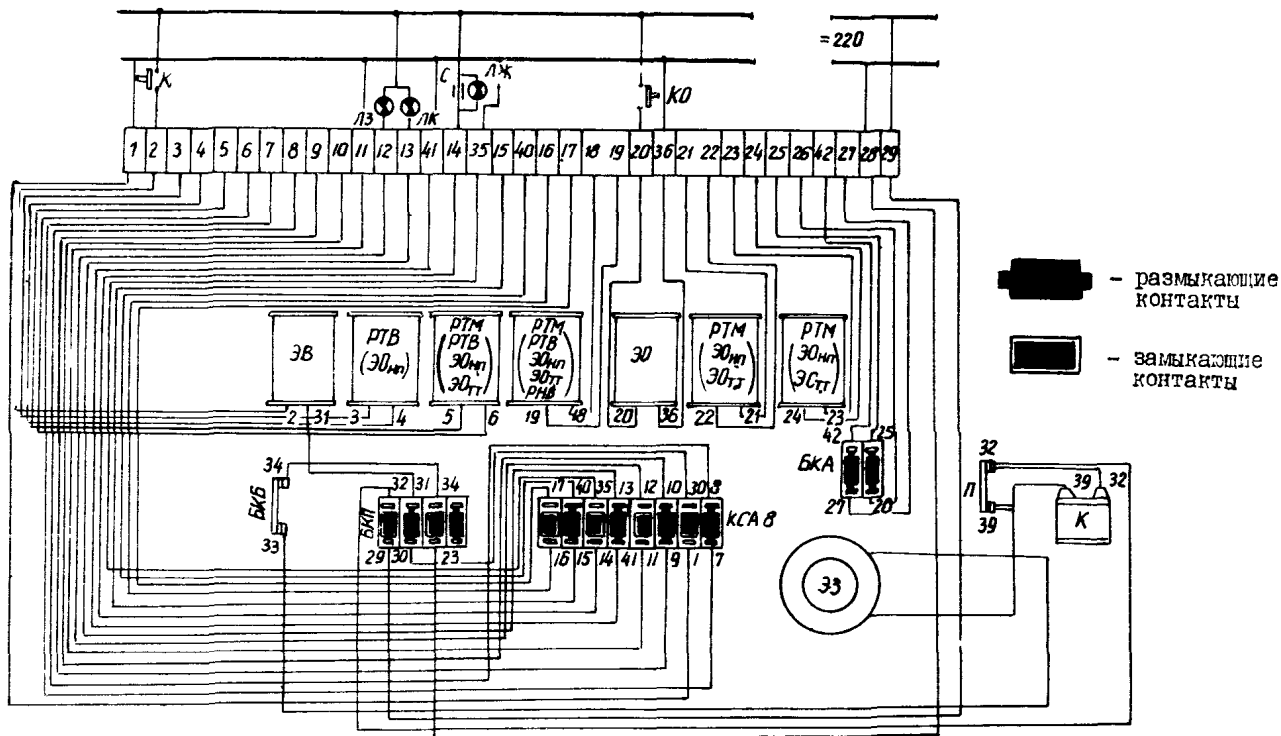 = 220
К
С
ЛЖ
КО
ЛЗ
ЛК
1 2 3 4 5 6 7 8 9 10 11 12 13 41 14 35 15 40 16 17 18 19 20 36 21 22 23 24 25 26 42 27 28 29
- размыкающие
контакты
- замыкающие
контакты
ЭВ
РТВ
(ЭОнп)
РТМ
(РТВ
ЭОнп
ЭОтт)
РТМ
(РТВ
ЭОнп
ЭОтт
РНВ)
ЭО
РТМ
(ЭОнп
ЭОтт)
РТМ
(ЭОнп
ЭОтт)
2 31 3 4 5 6 19 48 20 36 22 21 24 23
42 25
БКА
27 20
34
БКБ
33
32 31 34
БКП
29 30 23
17 40 35 13 12 10 30 8
КСА 8
16 15 14 41 11 9 1 7
32
П
39
39 32
К
ЭЗ